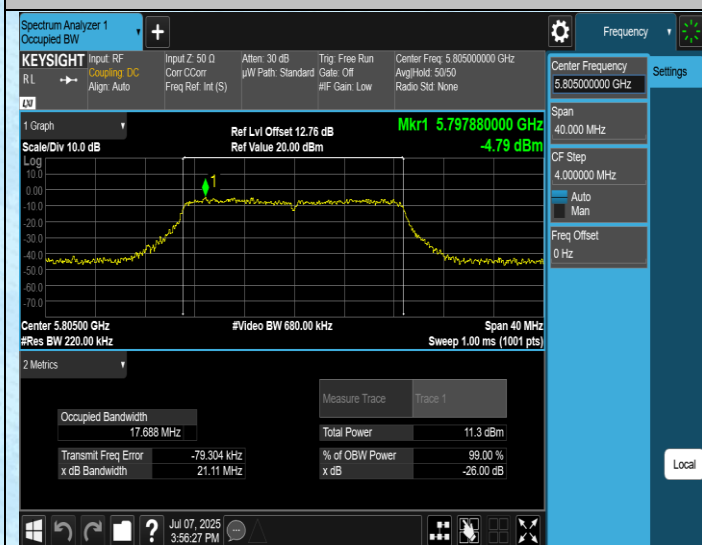 Spectrum Analyzer 1
Occupied BW
Frequency
KEYSIGHT
R L
LXI
Input: RF
Coupling: DC
Align: Auto
Input Z: 50 Ω
Corr CCorr
Freq Ref: Int (S)
Atten: 30 dB
µW Path: Standard
Trig: Free Run
Gate: Off
#IF Gain: Low
Center Freq: 5.805000000 GHz
Avg|Hold: 50/50
Radio Std: None
Center Frequency
5.805000000 GHz
Settings
Span
40.000 MHz
CF Step
4.000000 MHz
Auto
Man
Freq Offset
0 Hz
Local
1 Graph
Scale/Div 10.0 dB
Ref Lvl Offset 12.76 dB
Ref Value 20.00 dBm
Mkr1 5.797880000 GHz
-4.79 dBm
Log
10.0
0.00
-10.0
-20.0
-30.0
-40.0
-50.0
-60.0
-70.0
1
Center 5.80500 GHz
#Res BW 220.00 kHz
#Video BW 680.00 kHz
Span 40 MHz
Sweep 1.00 ms (1001 pts)
2 Metrics
Measure Trace Trace 1
Occupied Bandwidth
17.688 MHz
Total Power 11.3 dBm
Transmit Freq Error -79.304 kHz
% of OBW Power 99.00 %
x dB Bandwidth 21.11 MHz
x dB -26.00 dB
Jul 07, 2025
3:56:27 PM